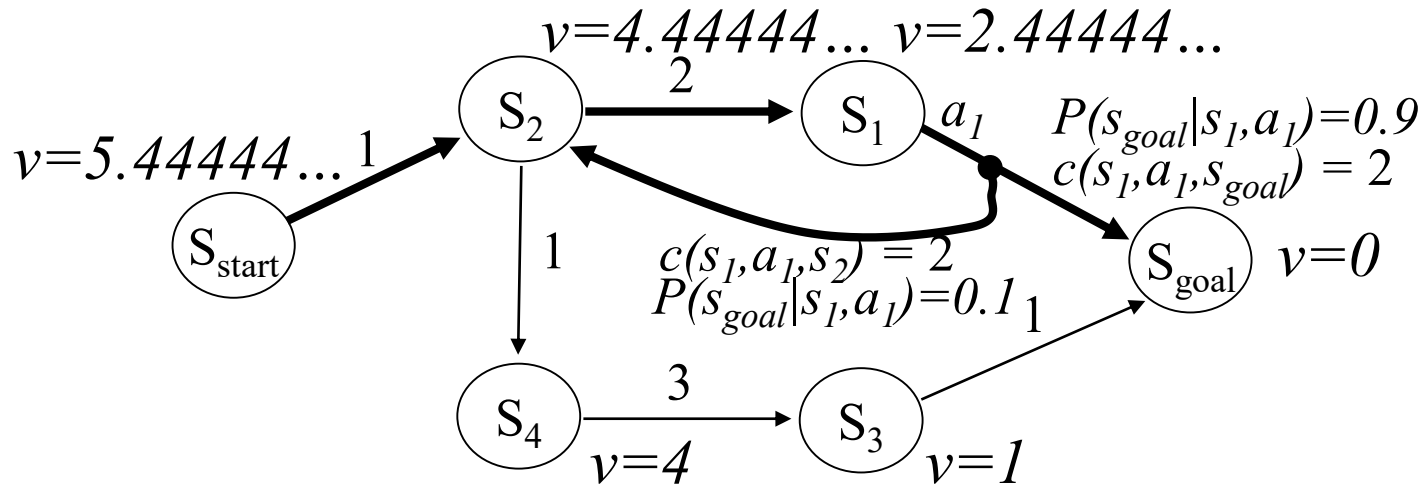 v=4.44444... v=2.44444...
2
S2
S1
a1
P(sgoal|s1,a1)=0.9
c(s1,a1,sgoal) = 2
v=5.44444...
1
Sstart
1
c(s1,a1,s2) = 2
P(sgoal|s1,a1)=0.1
Sgoal
v=0
1
3
S4
S3
v=4
v=1